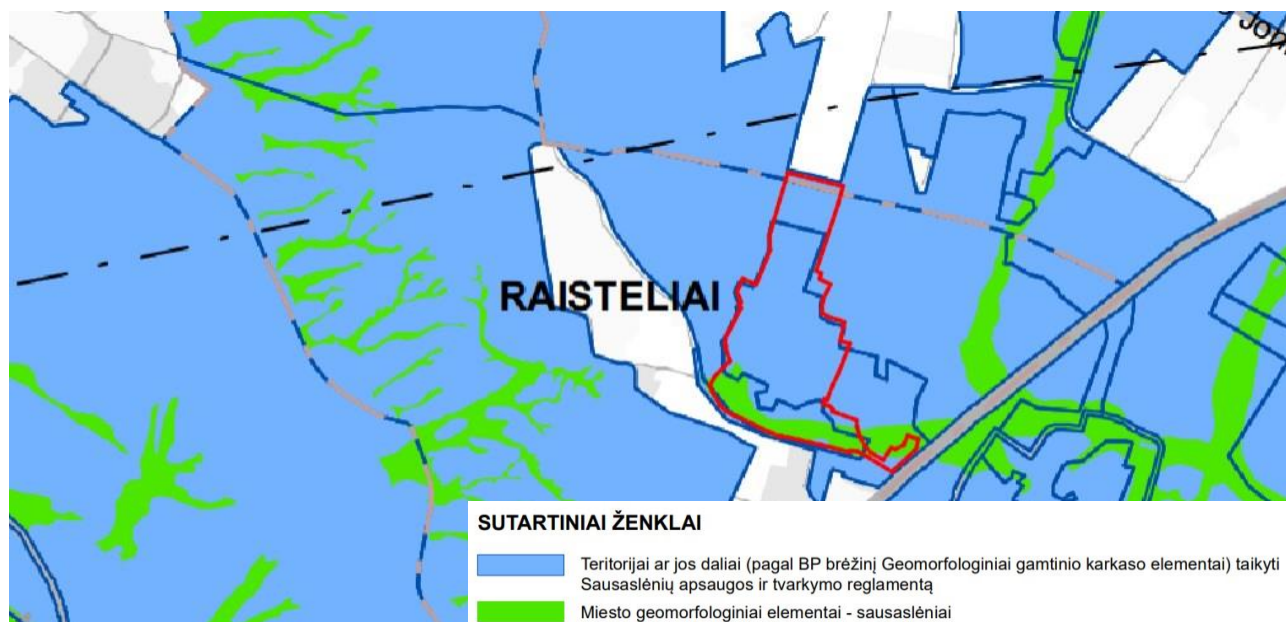 RAISTELIAI
SUTARTINIAI ŽENKLAI
Teritorijai ar jos daliai (pagal BP brėžinį Geomorfologiniai gamtinio karkaso elementai) taikyti
Sausaslėnių apsaugos ir tvarkymo reglamentą
Miesto geomorfologiniai elementai - sausaslėniai